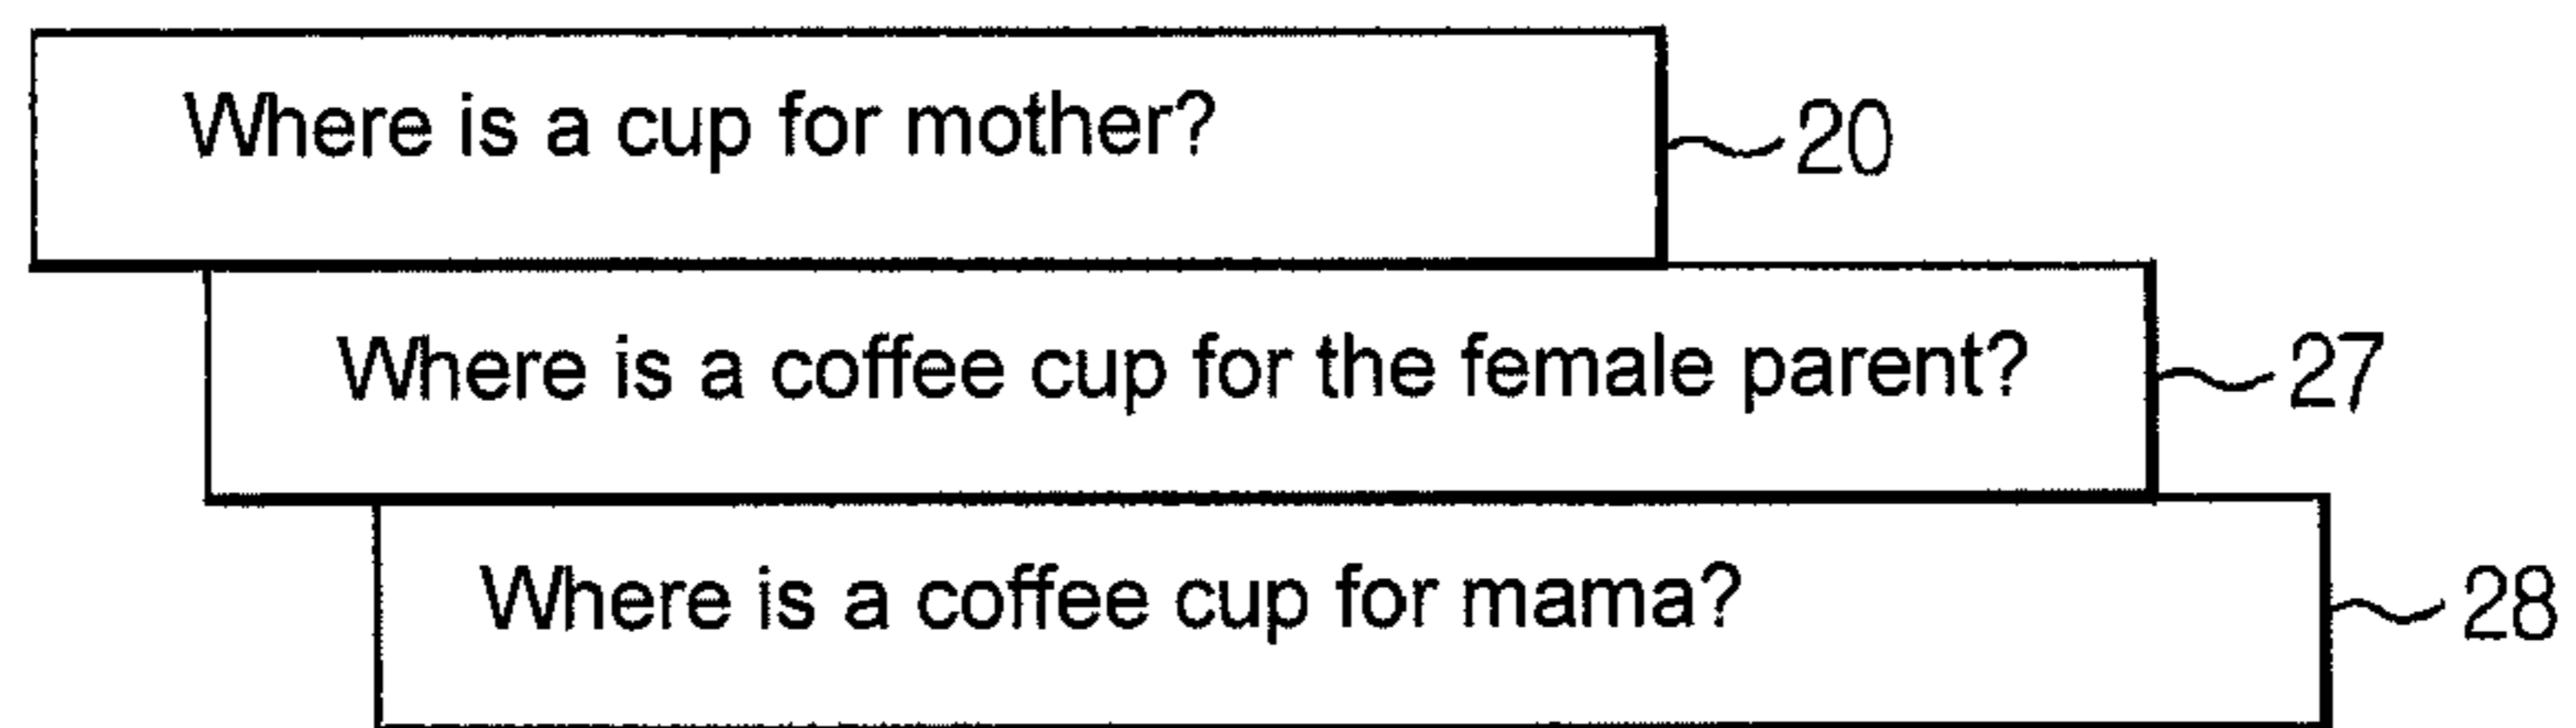 Where is a cup for mother? 20
Where is a coffee cup for the female parent? 27
Where is a coffee cup for mama? 28